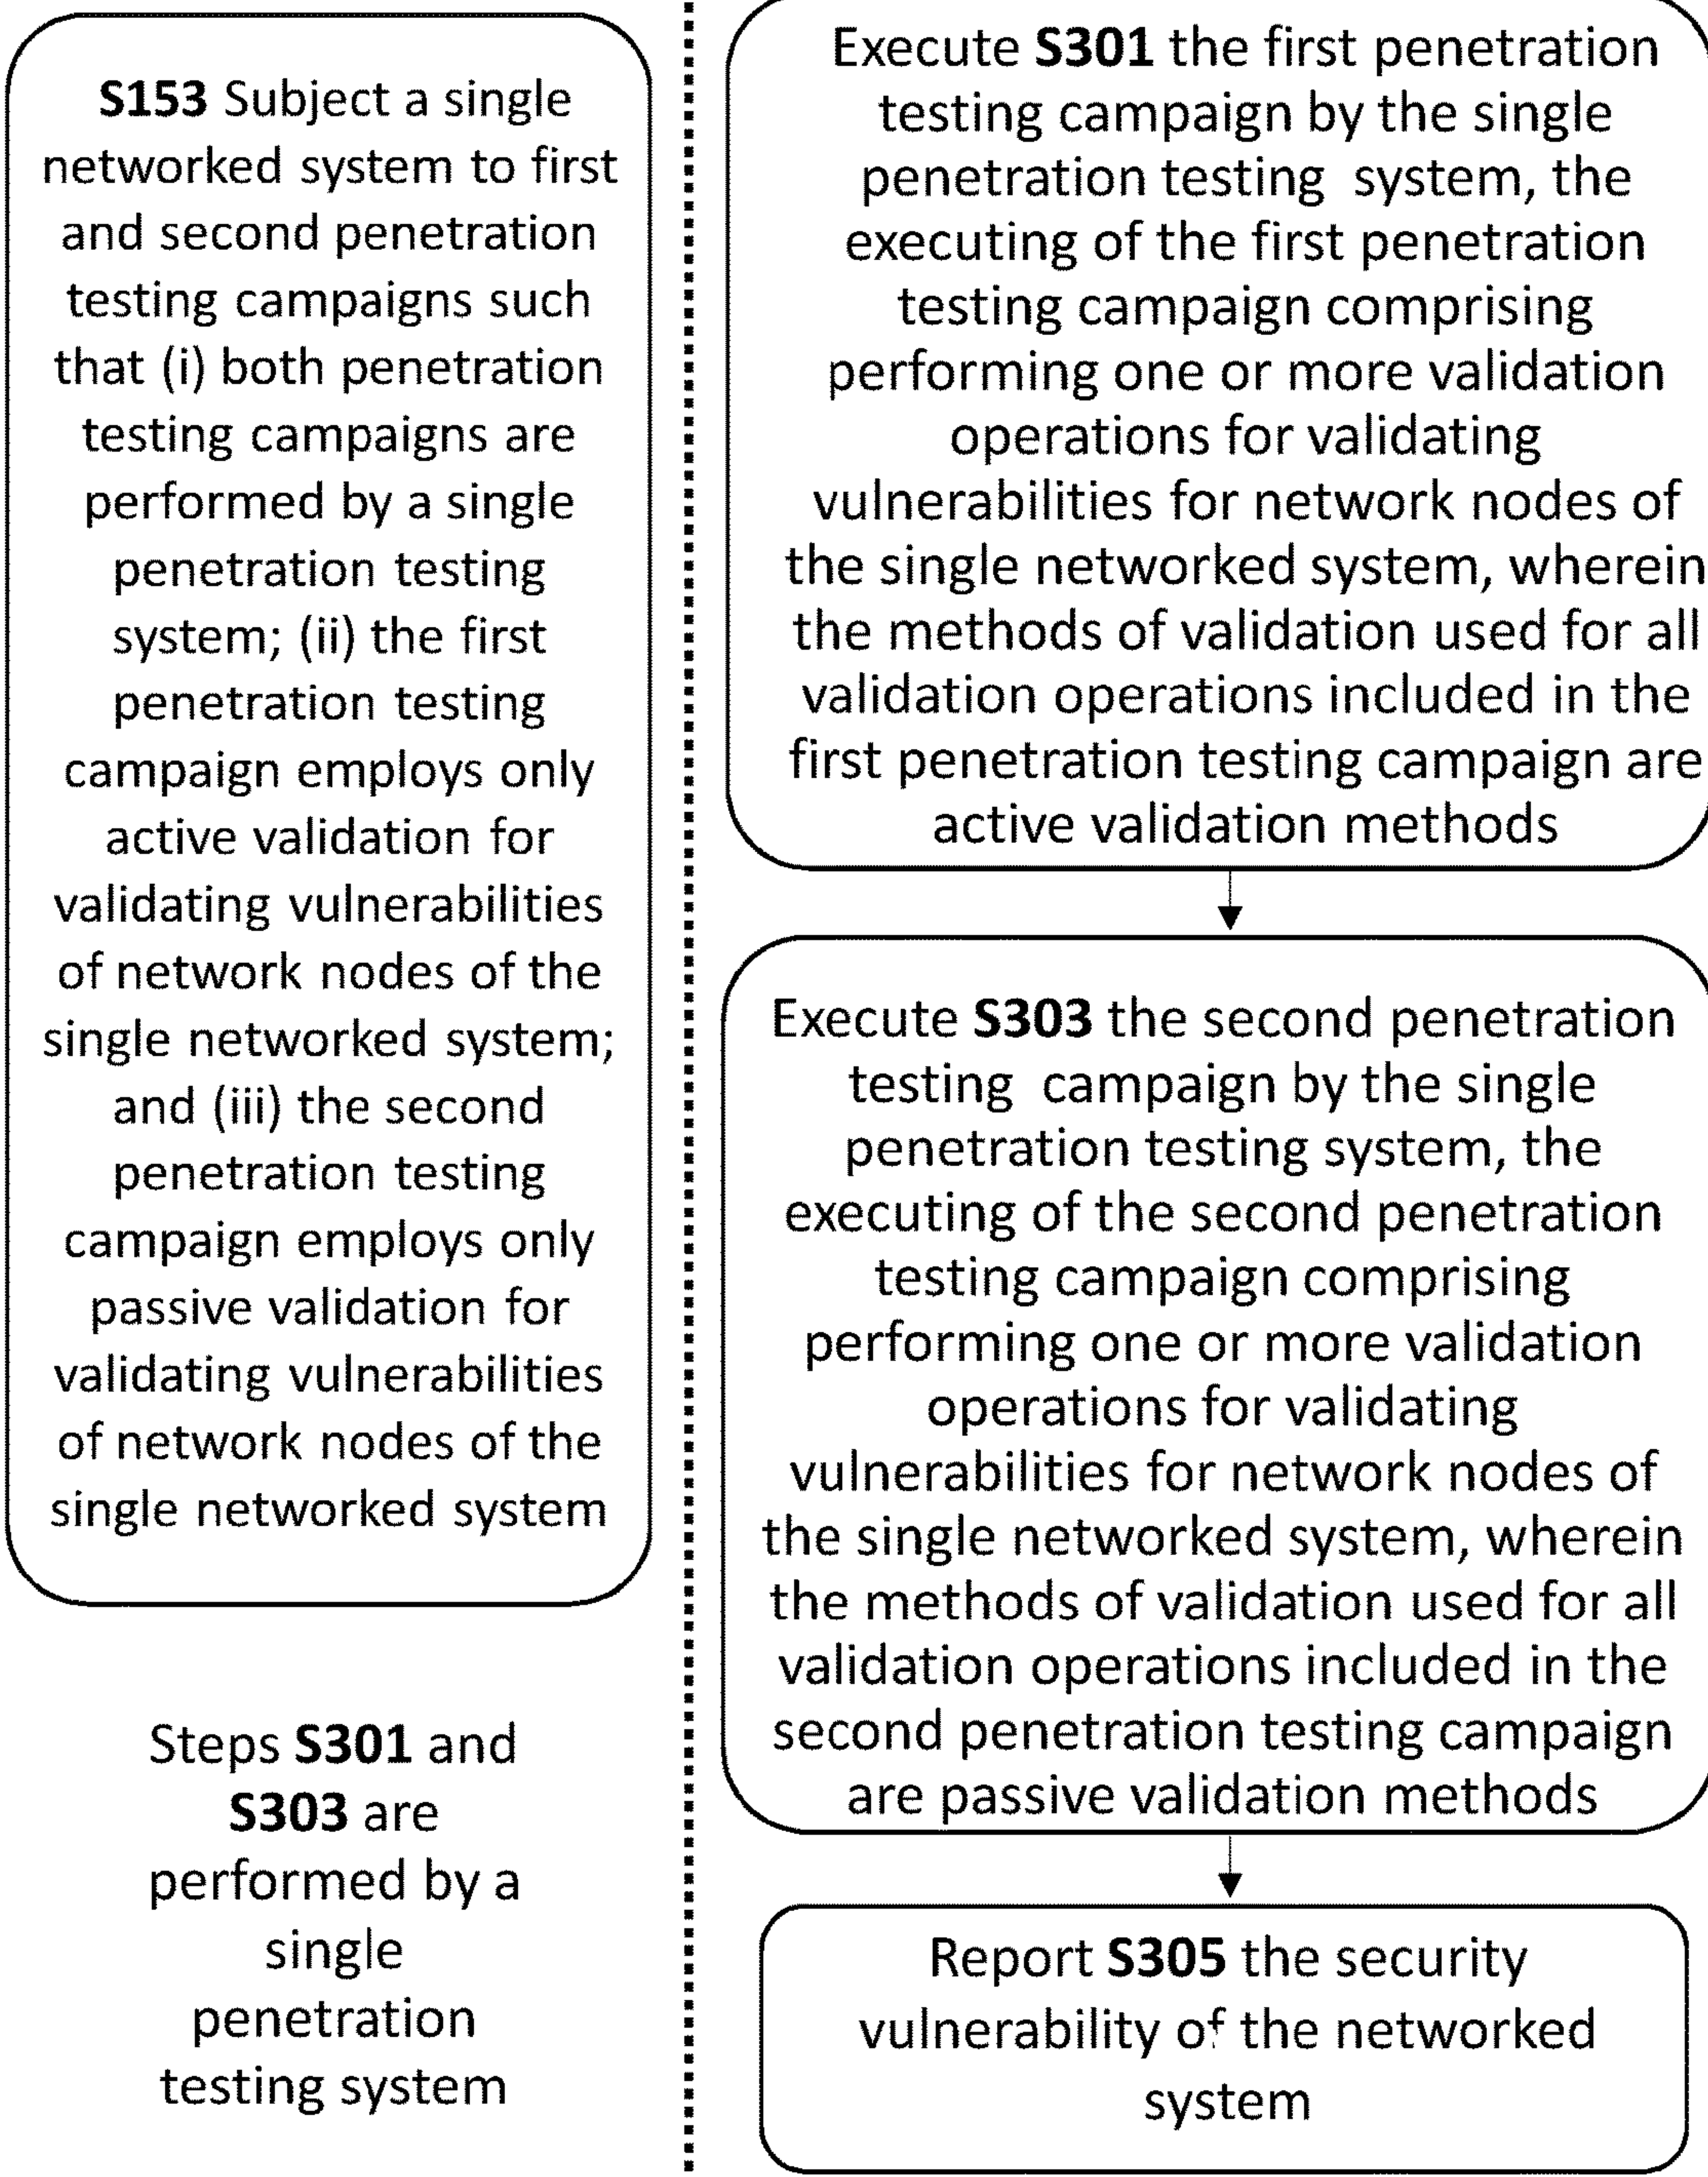 S153 Subject a single
networked system to first
and second penetration
testing campaigns such
that (i) both penetration
testing campaigns are
performed by a single
penetration testing
system; (ii) the first
penetration testing
campaign employs only
active validation for
validating vulnerabilities
of network nodes of the
single networked system;
and (iii) the second
penetration testing
campaign employs only
passive validation for
validating vulnerabilities
of network nodes of the
single networked system
Steps S301 and
S303 are
performed by a
single
penetration
testing system
Execute S301 the first penetration
testing campaign by the single
penetration testing system, the
executing of the first penetration
testing campaign comprising
performing one or more validation
operations for validating
vulnerabilities for network nodes of
the single networked system, wherein
the methods of validation used for all
validation operations included in the
first penetration testing campaign are
active validation methods
Execute S303 the second penetration
testing campaign by the single
penetration testing system, the
executing of the second penetration
testing campaign comprising
performing one or more validation
operations for validating
vulnerabilities for network nodes of
the single networked system, wherein
the methods of validation used for all
validation operations included in the
second penetration testing campaign
are passive validation methods
Report S305 the security
vulnerability of the networked
system